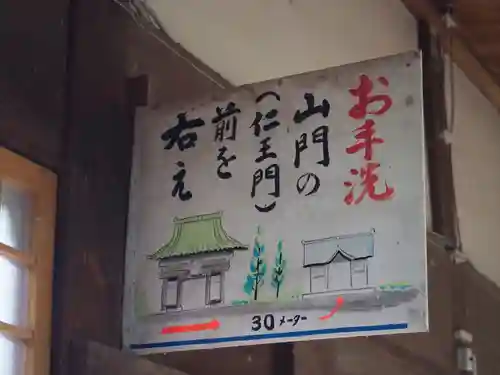 お手洗
山門の
(仁王門)
前を
右え
30メーター